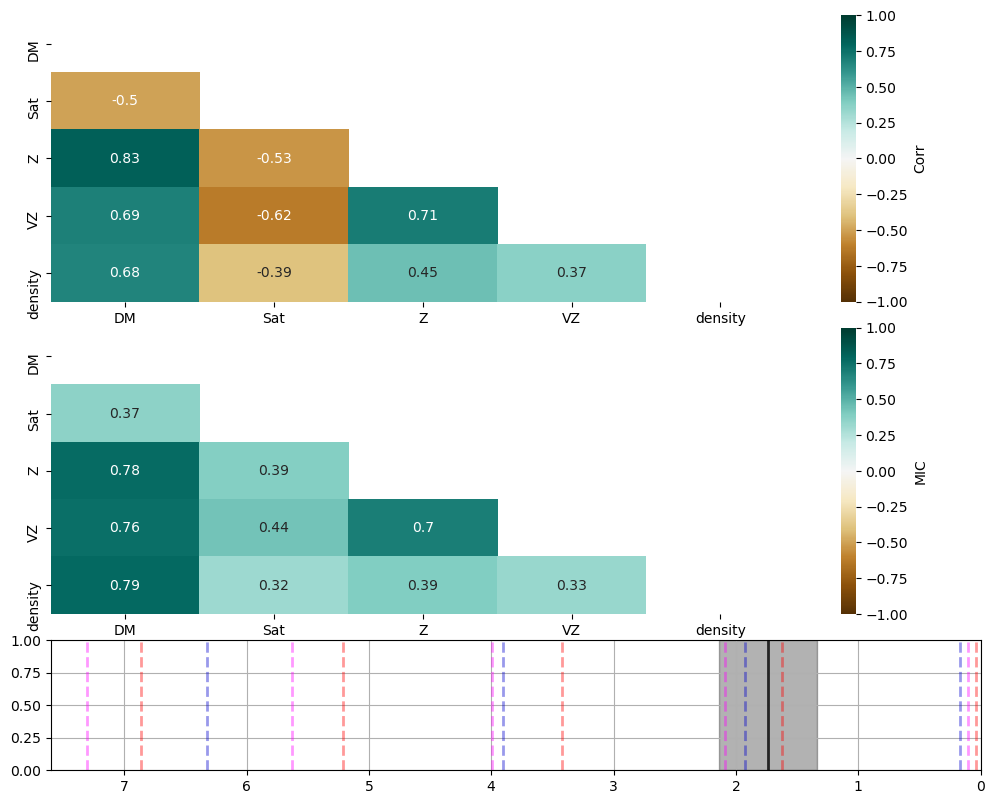 DM
Sat -0.5
Z 0.83 -0.53
VZ 0.69 -0.62 0.71
density 0.68 -0.39 0.45 0.37
DM Sat Z VZ density
1.00
0.75
0.50
0.25
0.00
−0.25
−0.50
−0.75
−1.00
Corr
DM
Sat 0.37
Z 0.78 0.39
VZ 0.76 0.44 0.7
density 0.79 0.32 0.39 0.33
DM Sat Z VZ density
1.00
0.75
0.50
0.25
0.00
−0.25
−0.50
−0.75
−1.00
MIC
1.00
0.75
0.50
0.25
0.00
7 6 5 4 3 2 1 0